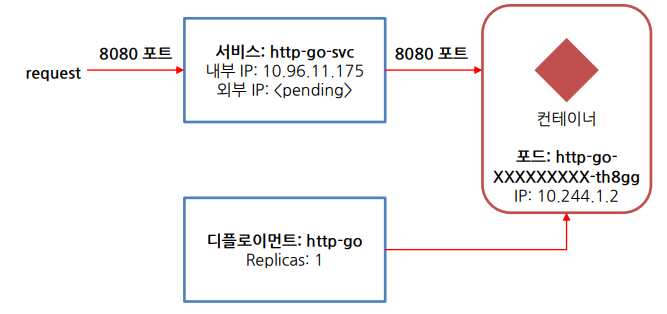 request
8080 포트
서비스: http-go-svc
내부 IP: 10.96.11.175
외부 IP: <pending>
8080 포트
컨테이너
포드: http-go-
XXXXXXXXX-th8gg
IP: 10.244.1.2
디플로이먼트: http-go
Replicas: 1